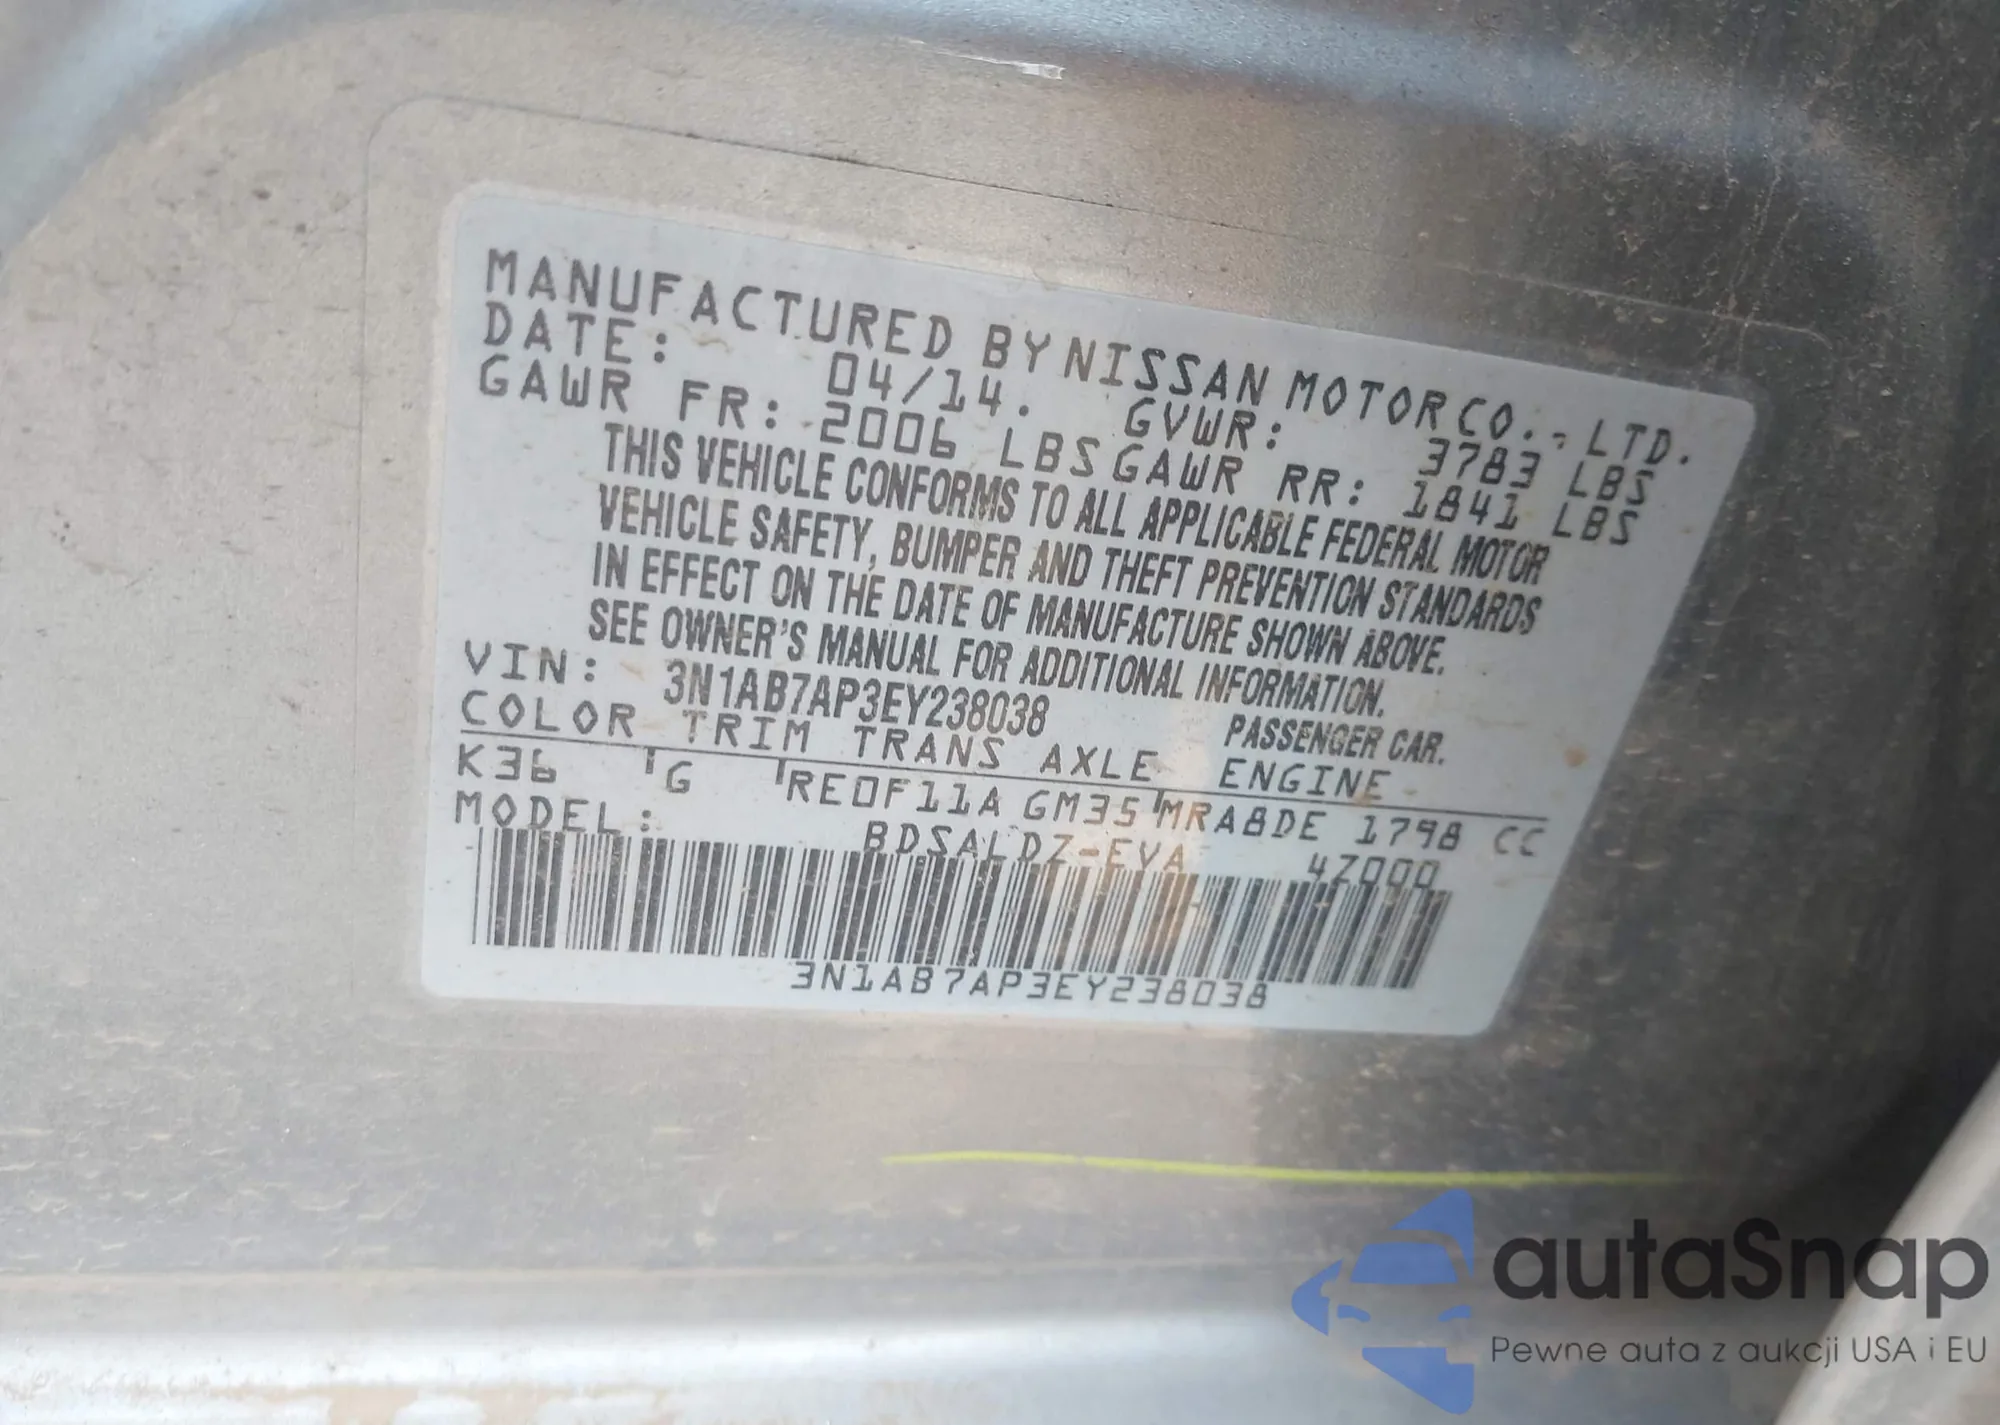 MANUFACTURED BY NISSAN MOTOR CO., LTD.
DATE: 04/14. GVWR: 3783 LBS
GAWR FR: 2006 LBS GAWR RR: 1841 LBS
THIS VEHICLE CONFORMS TO ALL APPLICABLE FEDERAL MOTOR
VEHICLE SAFETY, BUMPER AND THEFT PREVENTION STANDARDS
IN EFFECT ON THE DATE OF MANUFACTURE SHOWN ABOVE.
SEE OWNER'S MANUAL FOR ADDITIONAL INFORMATION.
VIN: 3N1AB7AP3EY238038 PASSENGER CAR.
COLOR TRIM TRANS AXLE ENGINE
K36 G RE0F11A GM35 MRA8DE 1798 CC
MODEL: BDSALDZ-EVA 4Z000
3N1AB7AP3EY238038
autaSnap
Pewne auta z aukcji USA i EU